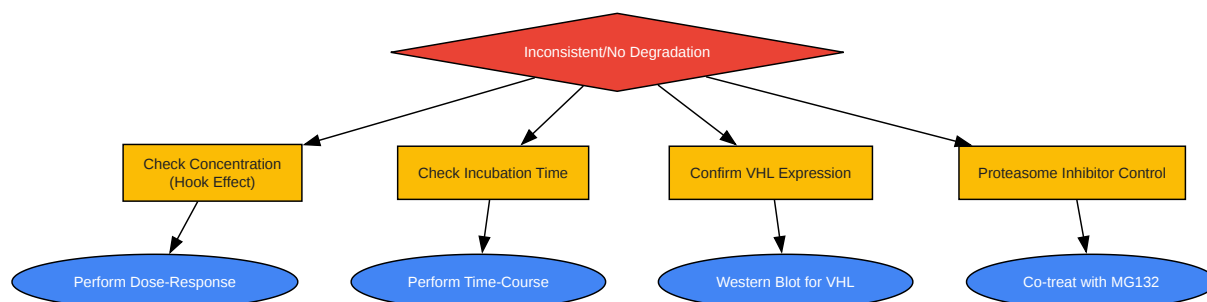 Inconsistent/No Degradation
Check Concentration
(Hook Effect)
Check Incubation Time
Confirm VHL Expression
Proteasome Inhibitor Control
Perform Dose-Response
Perform Time-Course
Western Blot for VHL
Co-treat with MG132